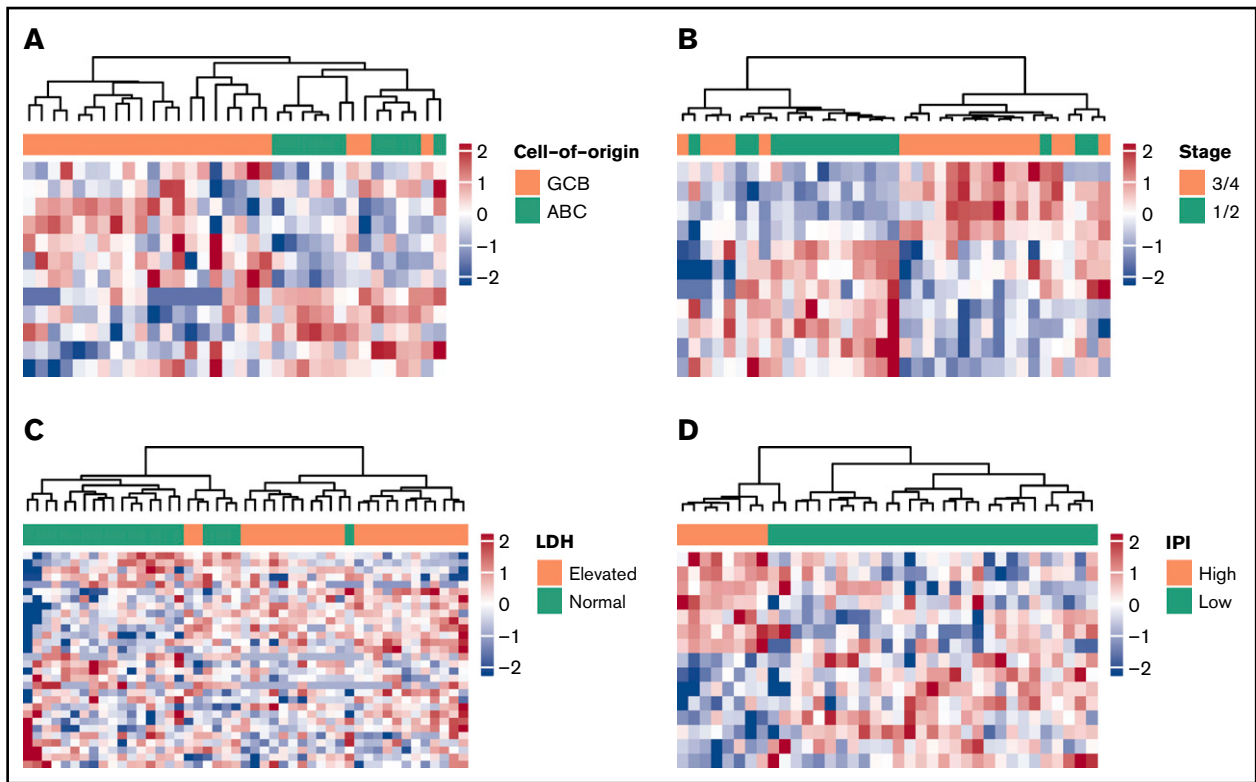 A
Cell-of-origin
GCB
ABC
2
1
0
−1
−2
B
Stage
3/4
1/2
2
1
0
−1
−2
C
LDH
Elevated
Normal
2
1
0
−1
−2
D
IPI
High
Low
2
1
0
−1
−2